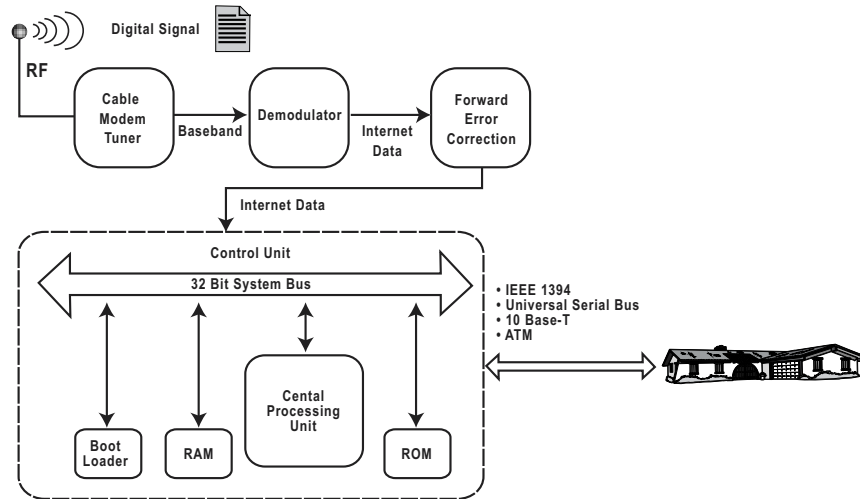 Digital Signal
RF
Cable
Modem
Tuner
Baseband
Demodulator
Internet
Data
Forward
Error
Correction
Internet Data
Control Unit
32 Bit System Bus
• IEEE 1394
• Universal Serial Bus
• 10 Base-T
• ATM
Boot
Loader
RAM
Cental
Processing
Unit
ROM